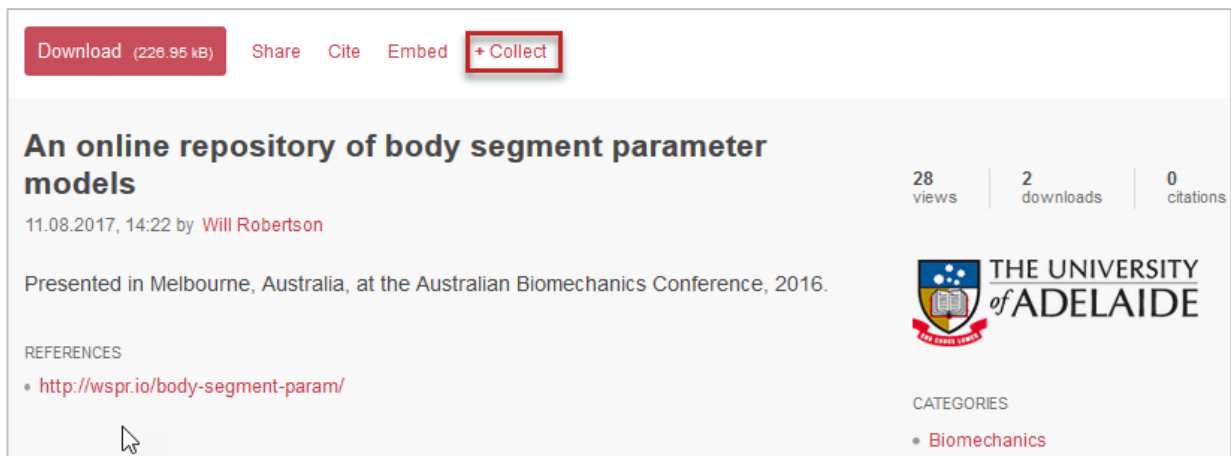 Download (226.95 kB) Share Cite Embed + Collect
An online repository of body segment parameter
models
11.08.2017, 14:22 by Will Robertson
Presented in Melbourne, Australia, at the Australian Biomechanics Conference, 2016.
REFERENCES
• http://wspr.io/body-segment-param/
28 2 0
views downloads citations
THE UNIVERSITY
of ADELAIDE
CATEGORIES
• Biomechanics